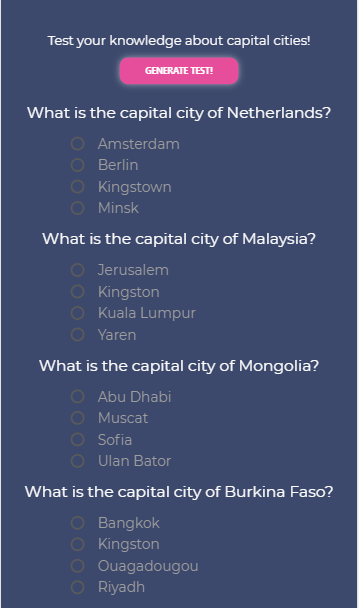 Test your knowledge about capital cities!
GENERATE TEST!
What is the capital city of Netherlands?
Amsterdam
Berlin
Kingstown
Minsk
What is the capital city of Malaysia?
Jerusalem
Kingston
Kuala Lumpur
Yaren
What is the capital city of Mongolia?
Abu Dhabi
Muscat
Sofia
Ulan Bator
What is the capital city of Burkina Faso?
Bangkok
Kingston
Ouagadougou
Riyadh